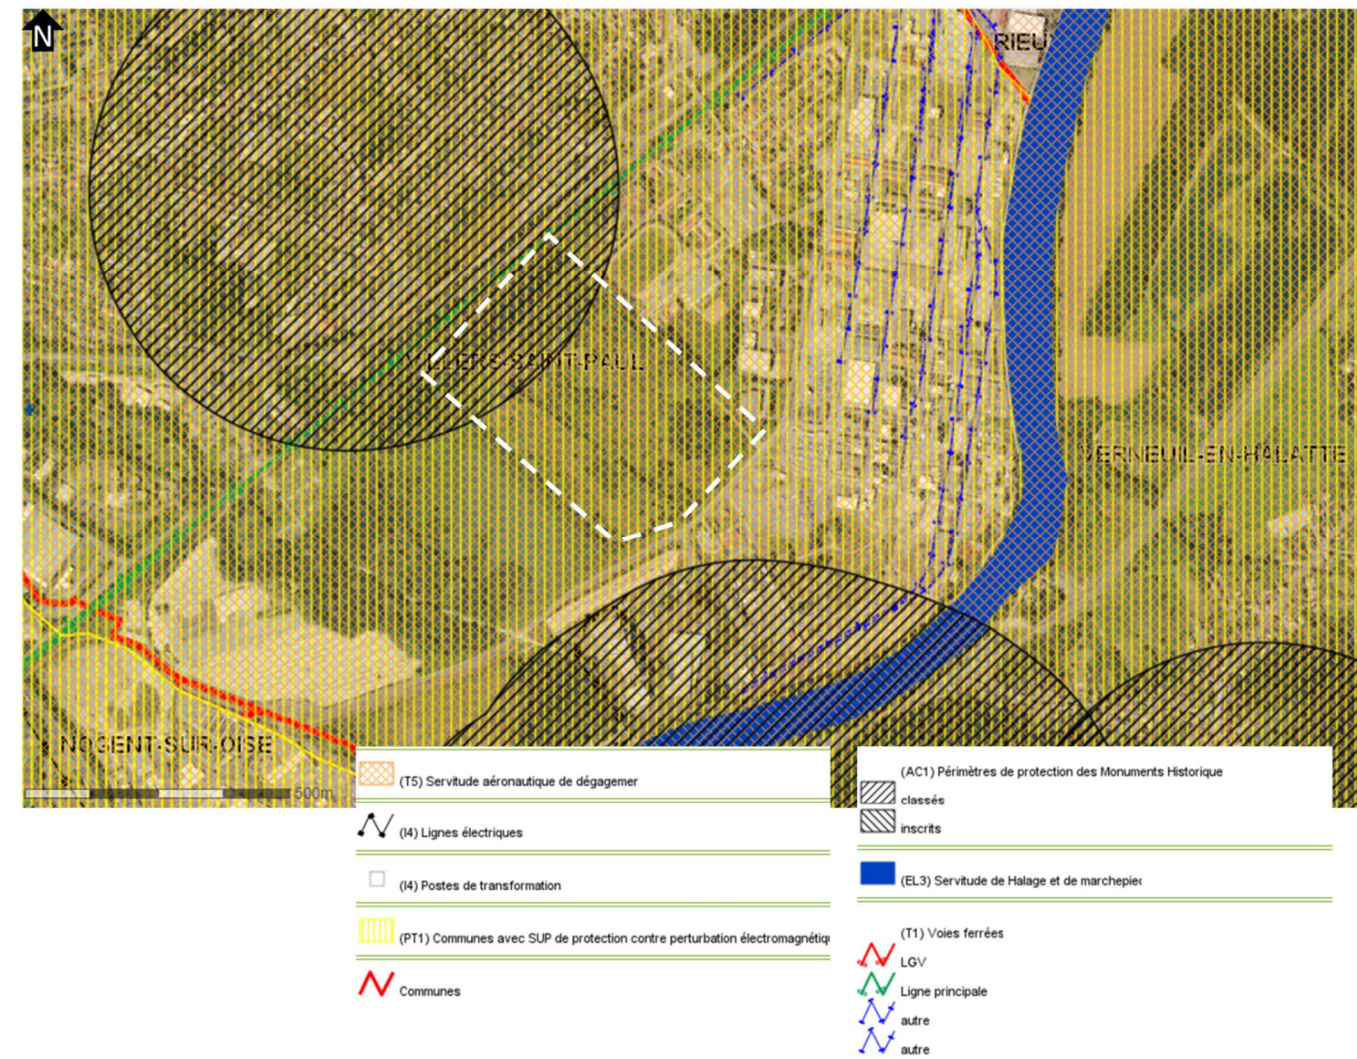 N
RIEU
VILLERS-SAINT-PAUL
VERNEUIL-EN-HALATTE
NOGENT-SUR-OISE
500m
(T5) Servitude aéronautique de dégagemer
(I4) Lignes électriques
(I4) Postes de transformation
(PT1) Communes avec SUP de protection contre perturbation électromagnétiqu
Communes
(AC1) Périmètres de protection des Monuments Historique
classés
inscrits
(EL3) Servitude de Halage et de marchepied
(T1) Voies ferrées
LGV
Ligne principale
autre
autre